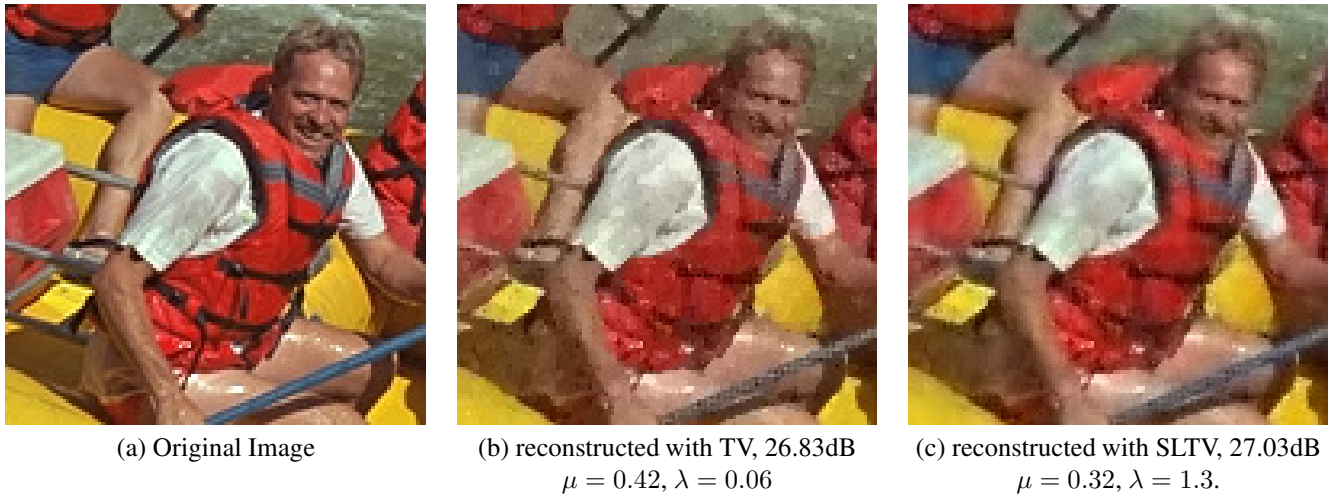 (a) Original Image
(b) reconstructed with TV, 26.83dB
μ = 0.42, λ = 0.06
(c) reconstructed with SLTV, 27.03dB
μ = 0.32, λ = 1.3.